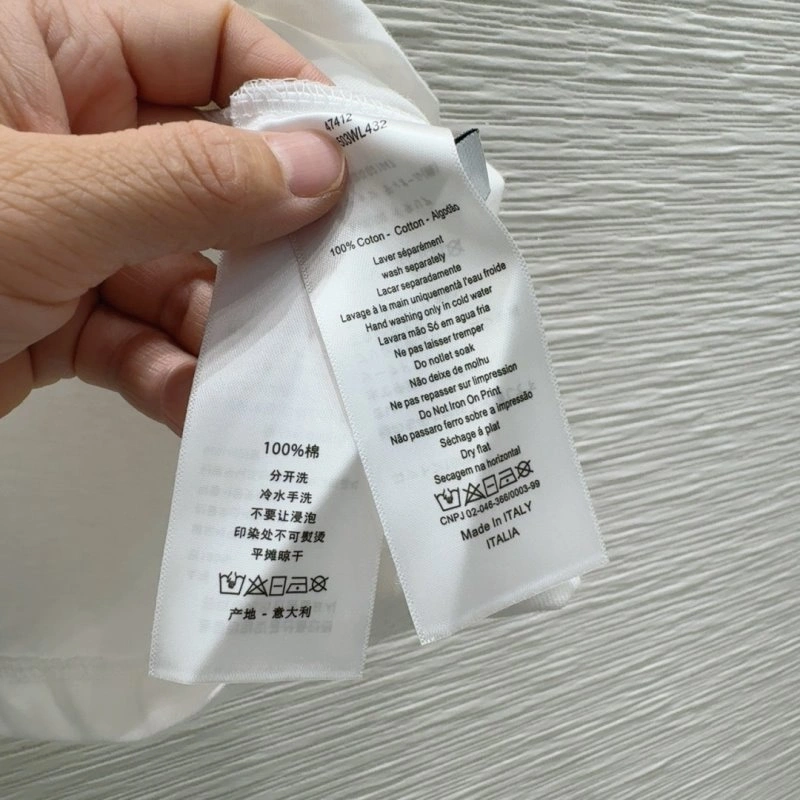 47412
503WL432
100% Coton - Cotton - Algodão
Laver séparément
wash separately
Lacar separadamente
Lavage à la main uniquementà l'eau froide
Hand washing only in cold water
Lavara mão Só em agua fria
Ne pas laisser tremper
Do notlet soak
Não deixe de molhu
Ne pas repasser sur limpression
Do Not Iron On Print
Não passaro ferro sobre a impressão
Séchage á plat
Dry flat
Secagem na horizontal
CNPJ 02-046-366/0003-99
Made In ITALY
ITALIA
100%棉
分开洗
冷水手洗
不要让浸泡
印染处不可熨烫
平摊晾干
产地 - 意大利